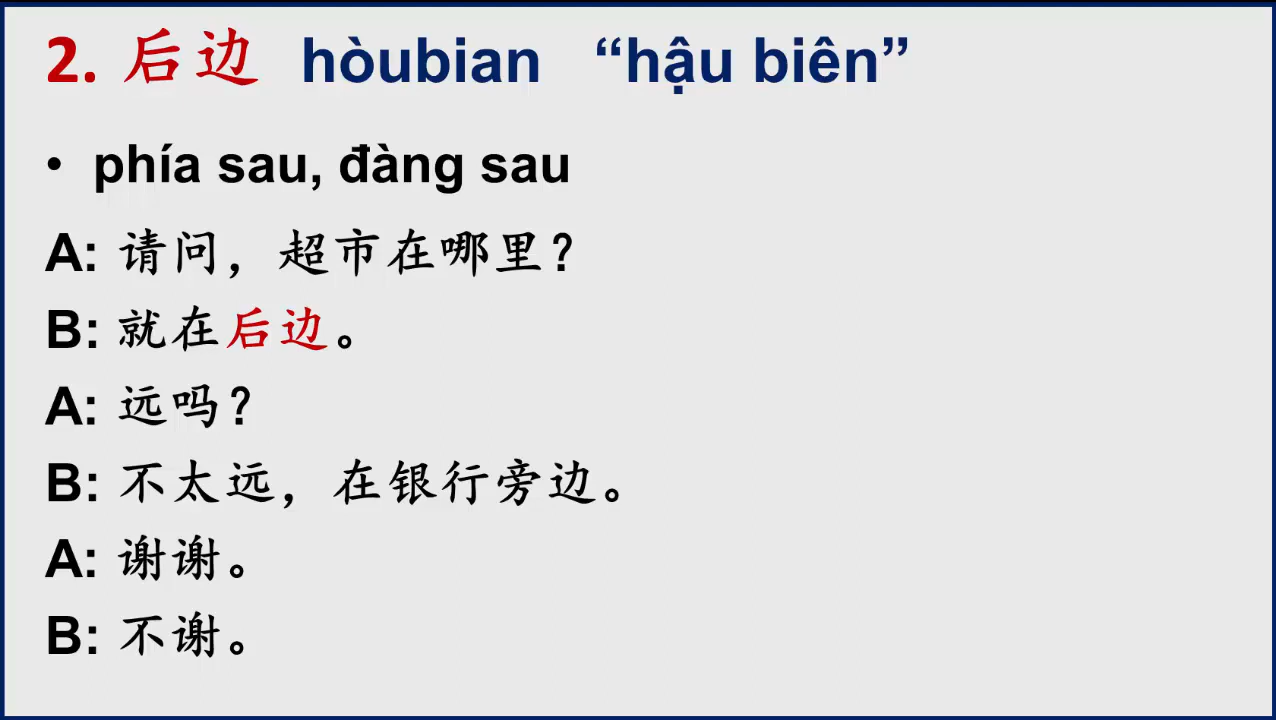 2. 后边 hòubian “hậu biên”
• phía sau, đàng sau
A: 请问，超市在哪里？
B: 就在后边。
A: 远吗？
B: 不太远，在银行旁边。
A: 谢谢。
B: 不谢。